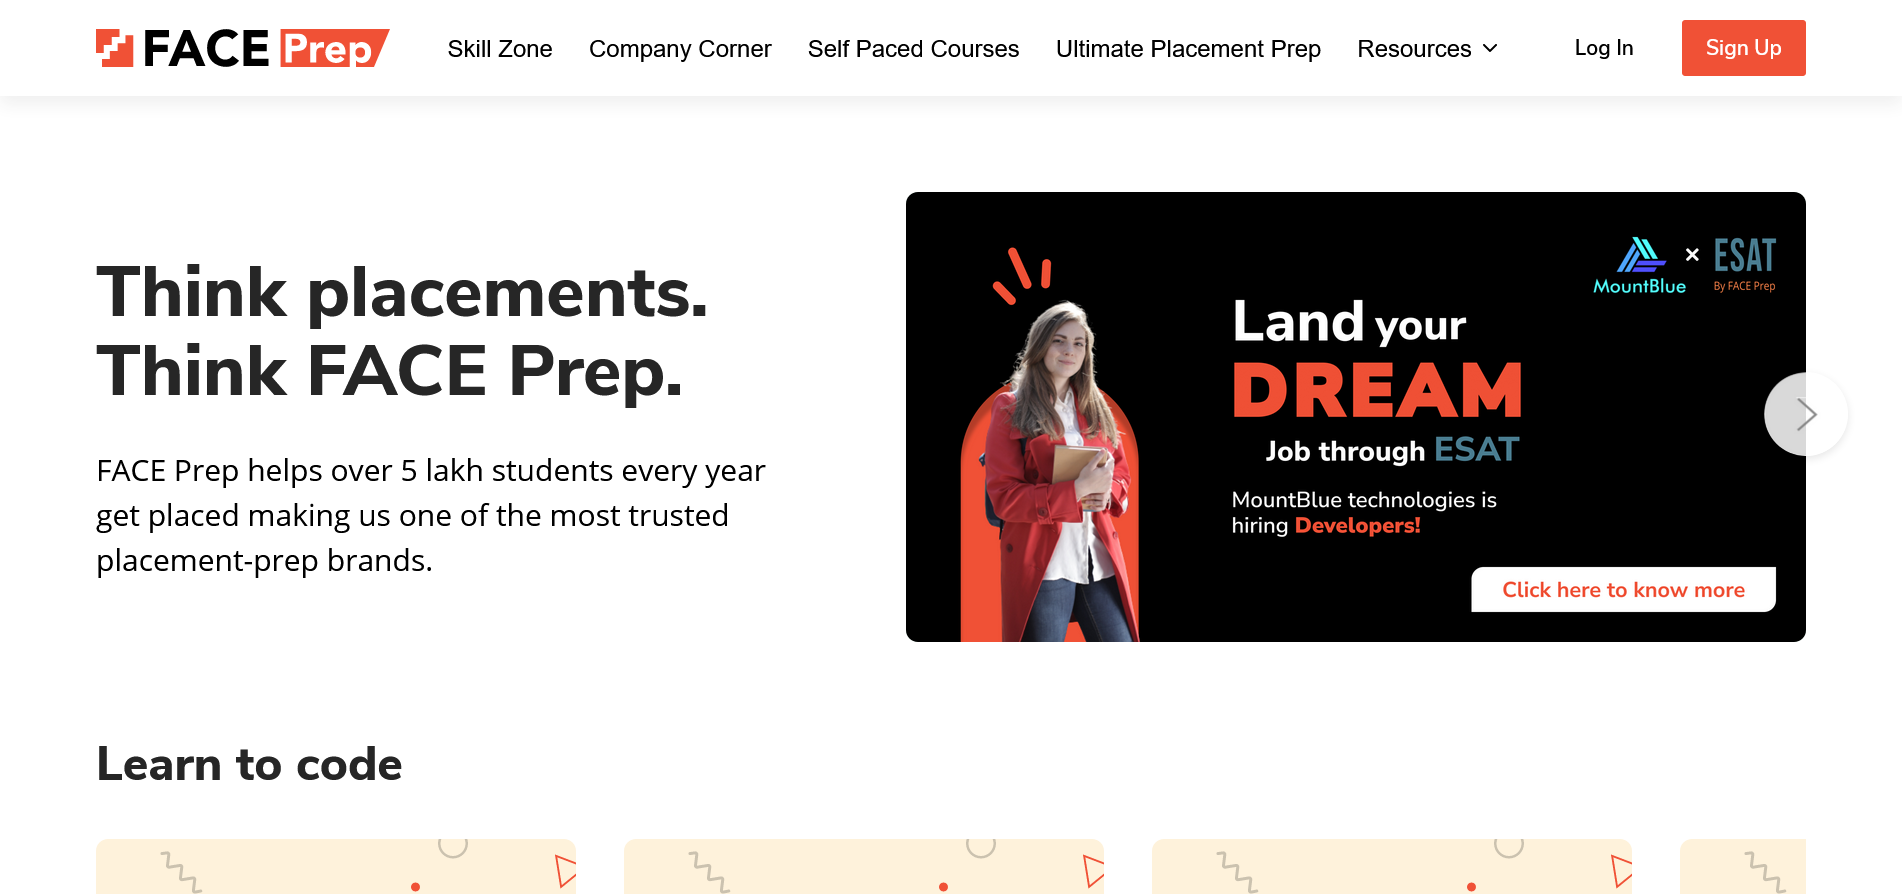 FACE Prep
Skill Zone
Company Corner
Self Paced Courses
Ultimate Placement Prep
Resources
Log In
Sign Up
Think placements.
Think FACE Prep.
FACE Prep helps over 5 lakh students every year
get placed making us one of the most trusted
placement-prep brands.
MountBlue × ESAT
By FACE Prep
Land your
DREAM
Job through ESAT
MountBlue technologies is
hiring Developers!
Click here to know more
Learn to code